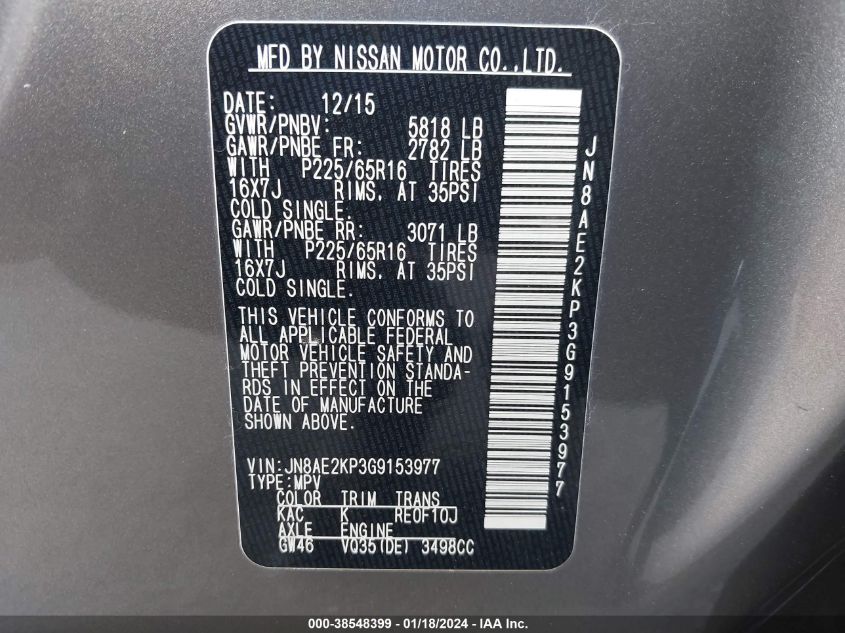 MFD BY NISSAN MOTOR CO.,LTD.
DATE: 12/15
GVWR/PNBV: 5818 LB
GAWR/PNBE FR: 2782 LB
WITH P225/65R16 TIRES
16X7J RIMS, AT 35PSI
COLD SINGLE.
GAWR/PNBE RR: 3071 LB
WITH P225/65R16 TIRES
16X7J RIMS, AT 35PSI
COLD SINGLE.
THIS VEHICLE CONFORMS TO
ALL APPLICABLE FEDERAL
MOTOR VEHICLE SAFETY AND
THEFT PREVENTION STANDA-
RDS IN EFFECT ON THE
DATE OF MANUFACTURE
SHOWN ABOVE.
VIN:JN8AE2KP3G9153977
TYPE:MPV
COLOR TRIM TRANS
KAC K RE0F10J
AXLE ENGINE
GW46 VQ35(DE) 3498CC
JN8AE2KP3G9153977
000-38548399 - 01/18/2024 - IAA Inc.